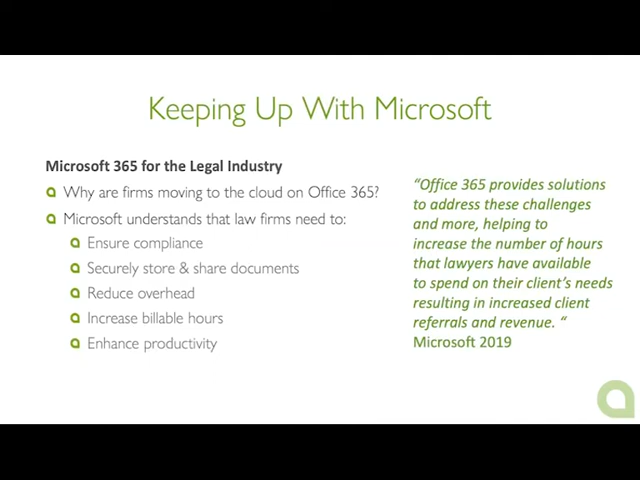 Keeping Up With Microsoft
Microsoft 365 for the Legal Industry
Why are firms moving to the cloud on Office 365?
Microsoft understands that law firms need to:
Ensure compliance
Securely store & share documents
Reduce overhead
Increase billable hours
Enhance productivity
“Office 365 provides solutions
to address these challenges
and more, helping to
increase the number of hours
that lawyers have available
to spend on their client’s needs
resulting in increased client
referrals and revenue. “
Microsoft 2019